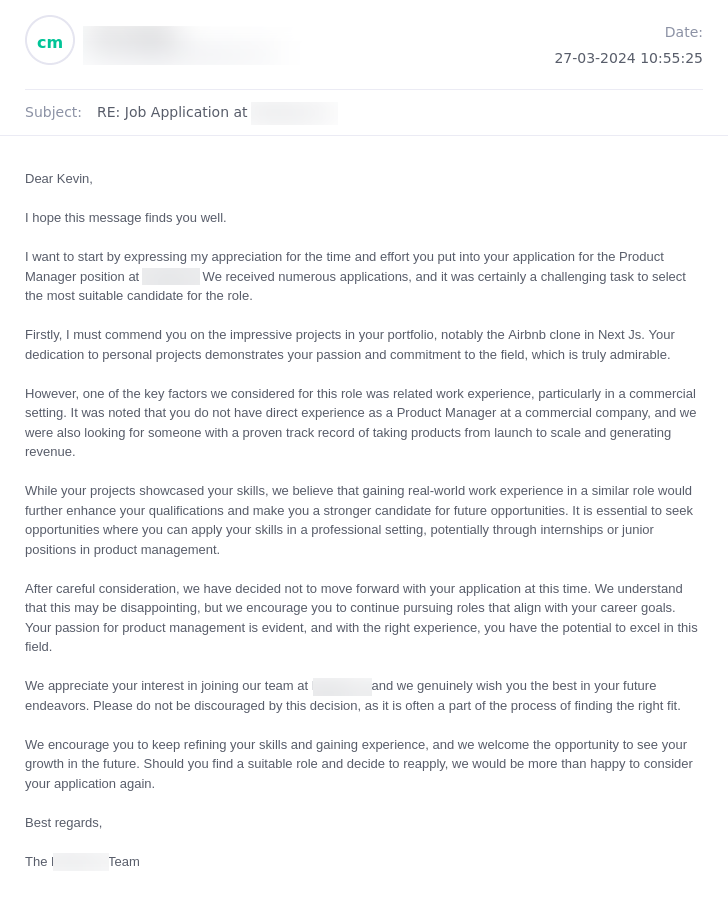 cm
Date:
27-03-2024 10:55:25
Subject: RE: Job Application at
Dear Kevin,
I hope this message finds you well.
I want to start by expressing my appreciation for the time and effort you put into your application for the Product
Manager position at We received numerous applications, and it was certainly a challenging task to select
the most suitable candidate for the role.
Firstly, I must commend you on the impressive projects in your portfolio, notably the Airbnb clone in Next Js. Your
dedication to personal projects demonstrates your passion and commitment to the field, which is truly admirable.
However, one of the key factors we considered for this role was related work experience, particularly in a commercial
setting. It was noted that you do not have direct experience as a Product Manager at a commercial company, and we
were also looking for someone with a proven track record of taking products from launch to scale and generating
revenue.
While your projects showcased your skills, we believe that gaining real-world work experience in a similar role would
further enhance your qualifications and make you a stronger candidate for future opportunities. It is essential to seek
opportunities where you can apply your skills in a professional setting, potentially through internships or junior
positions in product management.
After careful consideration, we have decided not to move forward with your application at this time. We understand
that this may be disappointing, but we encourage you to continue pursuing roles that align with your career goals.
Your passion for product management is evident, and with the right experience, you have the potential to excel in this
field.
We appreciate your interest in joining our team at and we genuinely wish you the best in your future
endeavors. Please do not be discouraged by this decision, as it is often a part of the process of finding the right fit.
We encourage you to keep refining your skills and gaining experience, and we welcome the opportunity to see your
growth in the future. Should you find a suitable role and decide to reapply, we would be more than happy to consider
your application again.
Best regards,
The Team